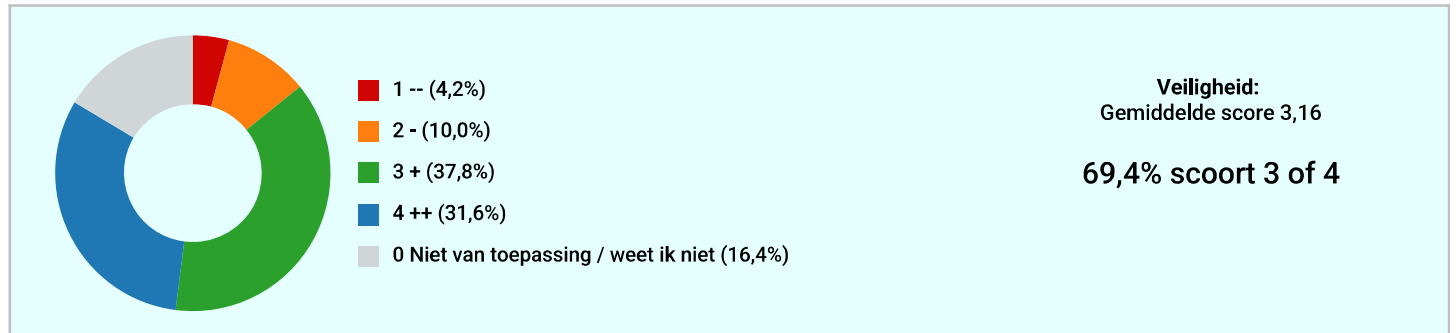 1 -- (4,2%)
2 - (10,0%)
3 + (37,8%)
4 ++ (31,6%)
0 Niet van toepassing / weet ik niet (16,4%)
Veiligheid:
Gemiddelde score 3,16
69,4% scoort 3 of 4